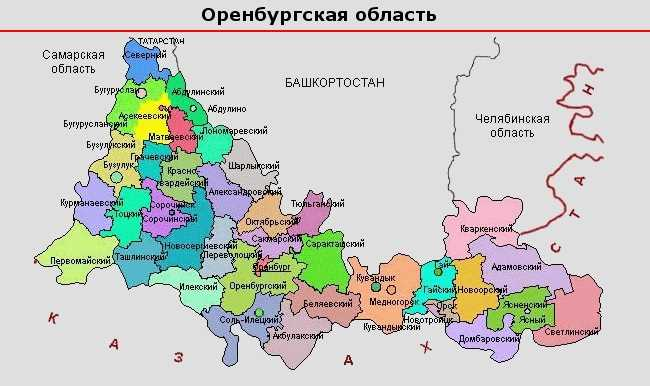 Оренбургская область
ТАТАРСТАН
Самарская
область
Северный
БАШКОРТОСТАН
Бугуруслан
Абдулинский
Абдулино
Асекеевский
Бугурусланский
Матвеевский
Пономаревский
Челябинская
область
Бузулукский
Грачевский
Бузулук
Красно
гвардейский
Шарлыкский
Александровский
Курманаевский
Тоцкий
Сорочинск
Сорочинский
Тюльганский
Октябрьский
Кваркенский
Сакмарский
Саракташский
Новосергиевский
Переволоцкий
Ташлинский
Первомайский
Оренбург
Оренбургский
Илекский
Кувандык
Медногорск
Кувандыкский
Гай
Гайский
Адамовский
Новоорский
Орск
Новотроицк
Беляевский
Соль-Илецкий
Акбулакский
Ясненский
Ясный
Светлинский
Домбаровский
К А З А Х С Т А Н